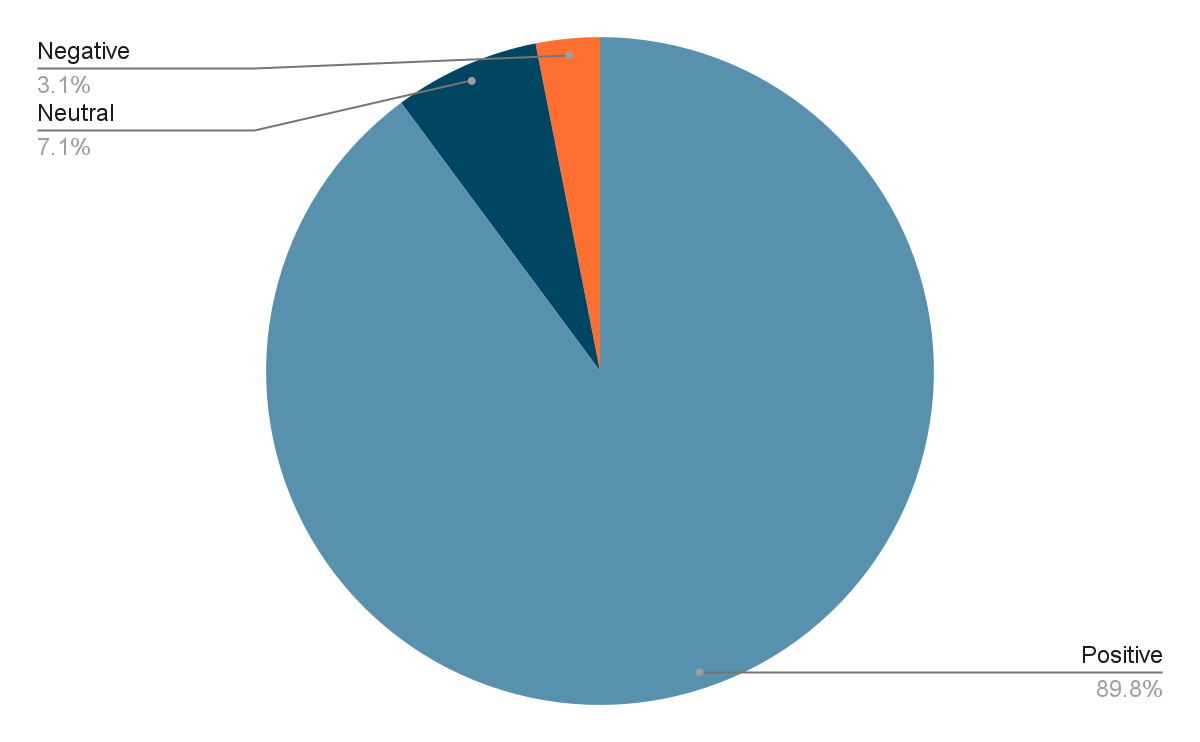 Negative
3.1%
Neutral
7.1%
Positive
89.8%